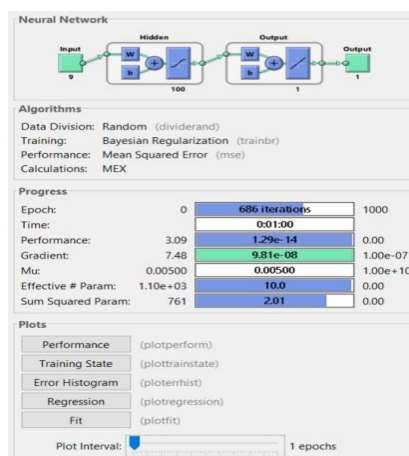 Neural Network
Hidden
Output
Input
Output
W
+
b
W
+
b
9
100
1
1
Algorithms
Data Division: Random (dividerand)
Training: Bayesian Regularization (trainbr)
Performance: Mean Squared Error (mse)
Calculations: MEX
Progress
Epoch: 0 686 iterations 1000
Time: 0:01:00
Performance: 3.09 1.29e-14 0.00
Gradient: 7.48 9.81e-08 1.00e-07
Mu: 0.00500 0.00500 1.00e+10
Effective # Param: 1.10e+03 10.0 0.00
Sum Squared Param: 761 2.01 0.00
Plots
Performance (plotperform)
Training State (plottrainstate)
Error Histogram (ploterrhist)
Regression (plotregression)
Fit (plotfit)
Plot Interval: 1 epochs